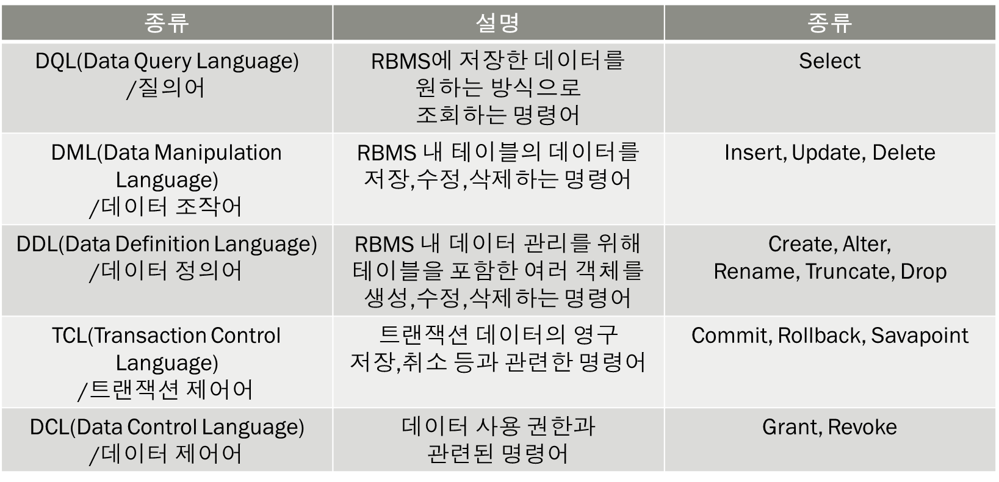 종류
설명
종류
DQL(Data Query Language)
/질의어
RBMS에 저장한 데이터를
원하는 방식으로
조회하는 명령어
Select
DML(Data Manipulation
Language)
/데이터 조작어
RBMS 내 테이블의 데이터를
저장,수정,삭제하는 명령어
Insert, Update, Delete
DDL(Data Definition Language)
/데이터 정의어
RBMS 내 데이터 관리를 위해
테이블을 포함한 여러 객체를
생성,수정,삭제하는 명령어
Create, Alter,
Rename, Truncate, Drop
TCL(Transaction Control
Language)
/트랜잭션 제어어
트랜잭션 데이터의 영구
저장,취소 등과 관련한 명령어
Commit, Rollback, Savapoint
DCL(Data Control Language)
/데이터 제어어
데이터 사용 권한과
관련된 명령어
Grant, Revoke